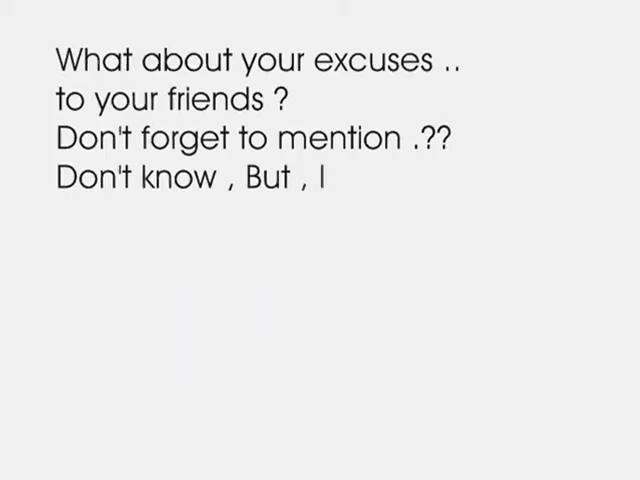 What about your excuses ..
to your friends ?
Don't forget to mention .??
Don't know , But , I